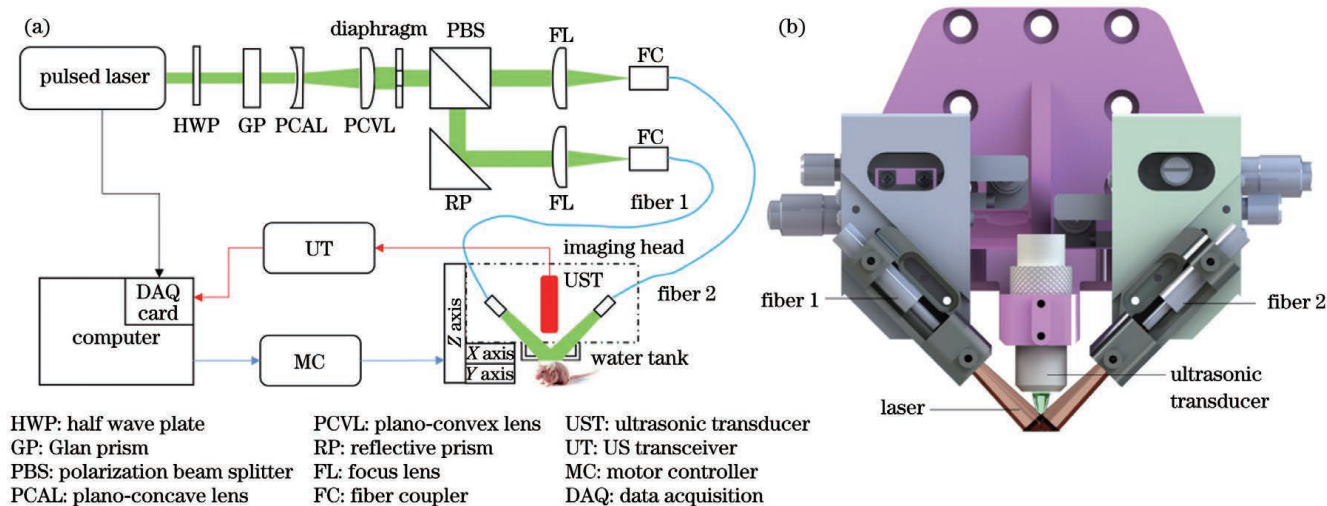 (a)
pulsed laser
HWP
GP
PCAL
PCVL
diaphragm
PBS
RP
FL
FC
FL
FC
fiber 1
imaging head
UST
fiber 2
UT
DAQ
card
computer
MC
Z axis
X axis
Y axis
water tank
HWP: half wave plate
GP: Glan prism
PBS: polarization beam splitter
PCAL: plano-concave lens
PCVL: plano-convex lens
RP: reflective prism
FL: focus lens
FC: fiber coupler
UST: ultrasonic transducer
UT: US transceiver
MC: motor controller
DAQ: data acquisition
(b)
fiber 1
fiber 2
laser
ultrasonic
transducer